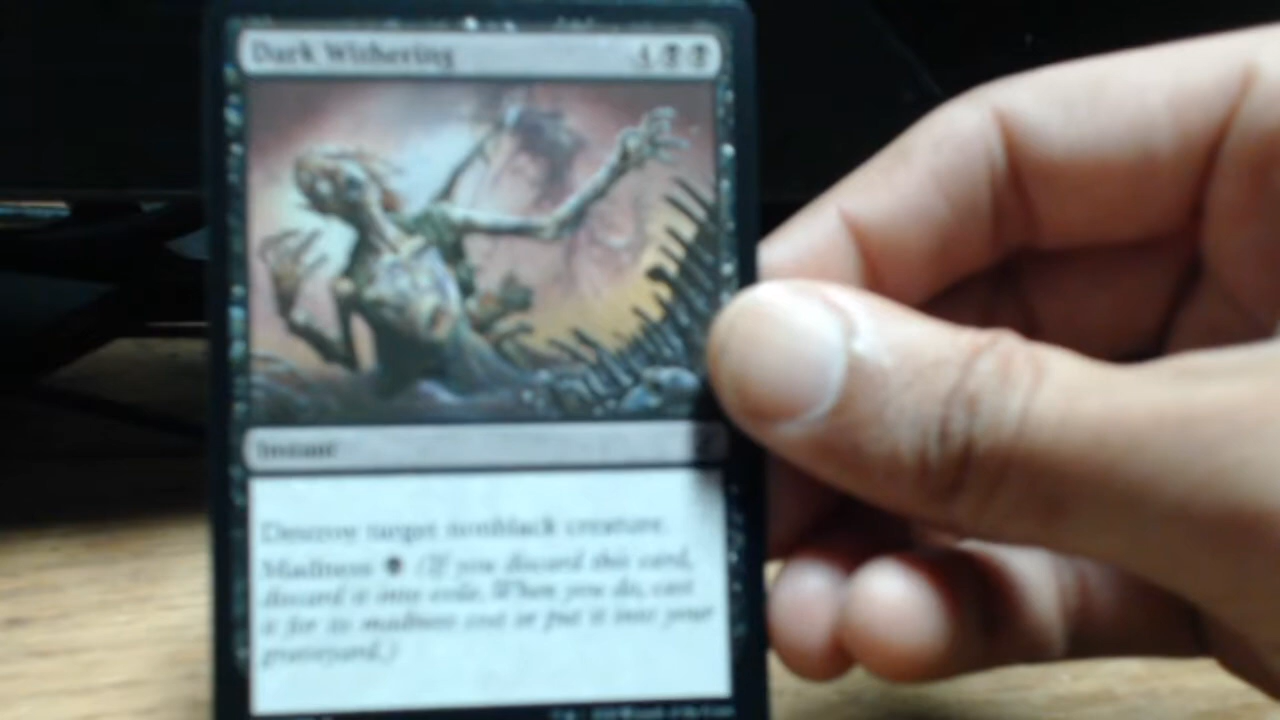 Dark Withering 4
Instant
Destroy target nonblack creature.
Madness (If you discard this card,
discard it into exile. When you do, cast
it for its madness cost or put it into your
graveyard.)